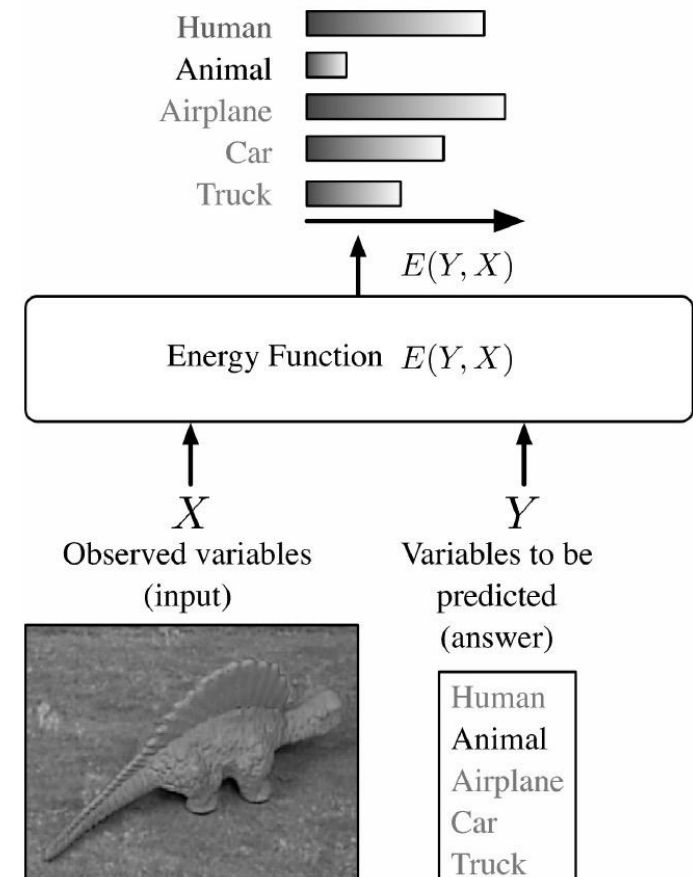 Human
Animal
Airplane
Car
Truck
E(Y, X)
Energy Function E(Y, X)
X
Observed variables
(input)
Y
Variables to be
predicted
(answer)
Human
Animal
Airplane
Car
Truck